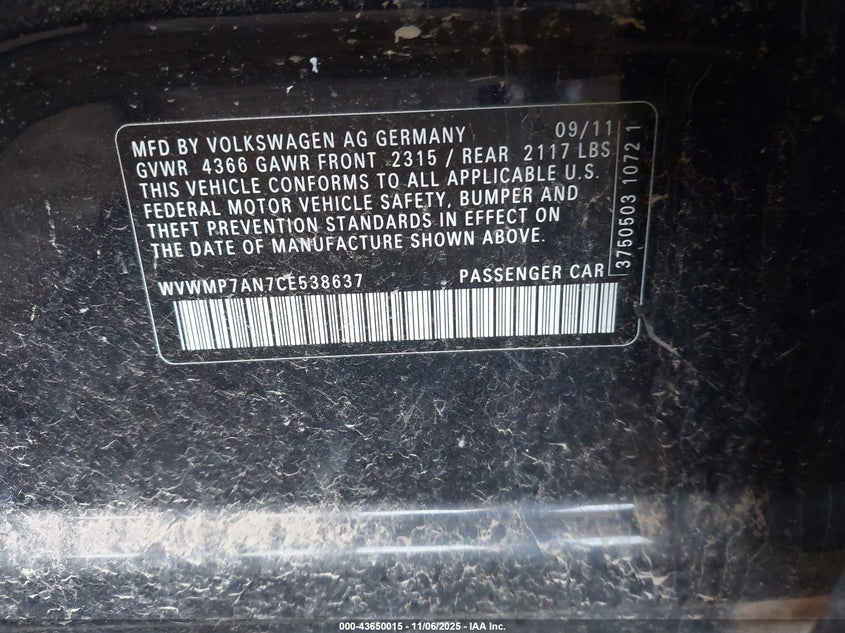 MFD BY VOLKSWAGEN AG GERMANY 09/11
GVWR 4366 GAWR FRONT 2315 / REAR 2117 LBS
THIS VEHICLE CONFORMS TO ALL APPLICABLE U.S.
FEDERAL MOTOR VEHICLE SAFETY, BUMPER AND
THEFT PREVENTION STANDARDS IN EFFECT ON
THE DATE OF MANUFACTURE SHOWN ABOVE.
WVWMP7AN7CE538637 PASSENGER CAR
3750503 1072 1
000-43650015 - 11/06/2025 - IAA Inc.